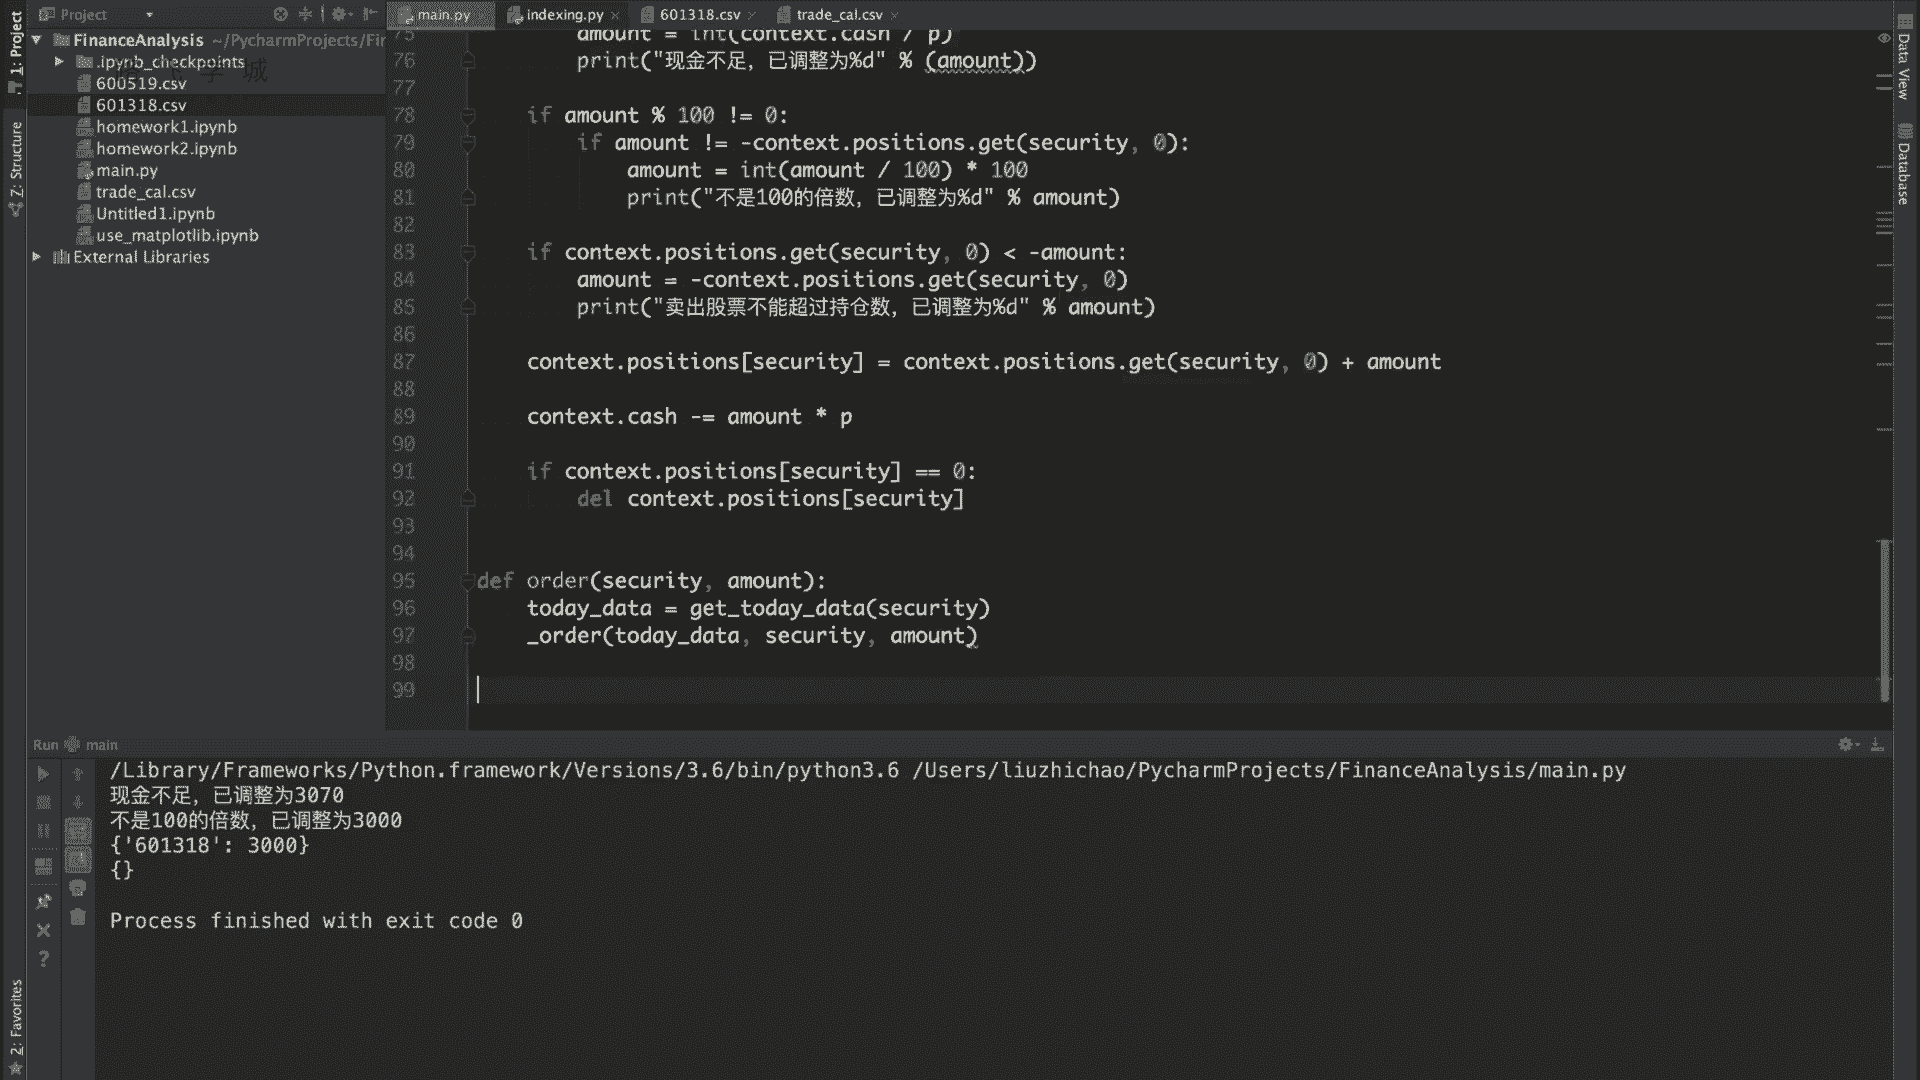 1: Project
Project
main.py
indexing.py
601318.csv
trade_cal.csv
FinanceAnalysis ~/PycharmProjects/Fir
.ipynb_checkpoints
600519.csv
601318.csv
homework1.ipynb
homework2.ipynb
main.py
trade_cal.csv
Untitled1.ipynb
use_matplotlib.ipynb
External Libraries
Z: Structure
2: Favorites
Data View
Database
75 amount = int(context.cash / p)
76 print("现金不足，已调整为%d" % (amount))
77
78 if amount % 100 != 0:
79 if amount != -context.positions.get(security, 0):
80 amount = int(amount / 100) * 100
81 print("不是100的倍数，已调整为%d" % amount)
82
83 if context.positions.get(security, 0) < -amount:
84 amount = -context.positions.get(security, 0)
85 print("卖出股票不能超过持仓数，已调整为%d" % amount)
86
87 context.positions[security] = context.positions.get(security, 0) + amount
88
89 context.cash -= amount * p
90
91 if context.positions[security] == 0:
92 del context.positions[security]
93
94
95 def order(security, amount):
96 today_data = get_today_data(security)
97 _order(today_data, security, amount)
98
99
Run main
/Library/Frameworks/Python.framework/Versions/3.6/bin/python3.6 /Users/liuzhichao/PycharmProjects/FinanceAnalysis/main.py
现金不足，已调整为3070
不是100的倍数，已调整为3000
{'601318': 3000}
{}
Process finished with exit code 0